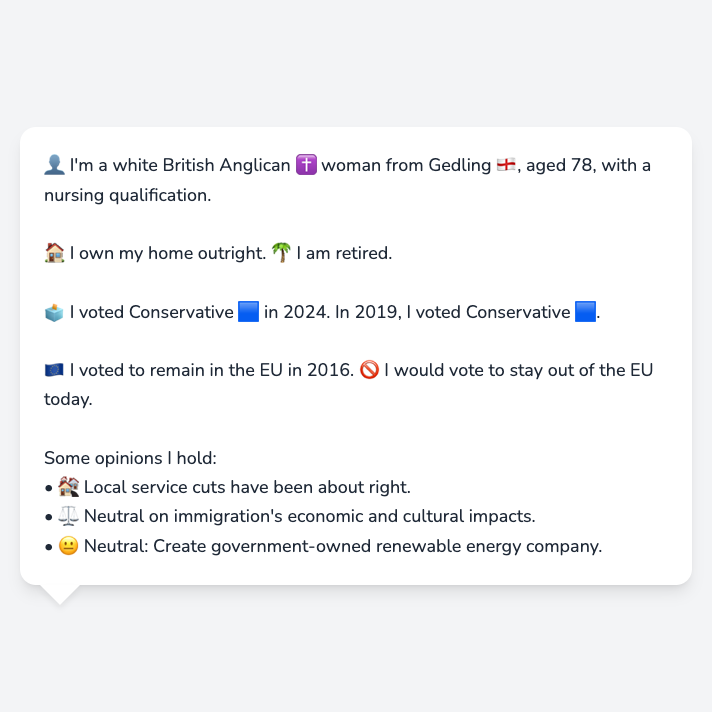 👤 I'm a white British Anglican ✝️ woman from Gedling 🏴󠁧󠁢󠁥󠁮󠁧󠁿, aged 78, with a
nursing qualification.
🏠 I own my home outright. 🌴 I am retired.
🗳️ I voted Conservative 🟦 in 2024. In 2019, I voted Conservative 🟦.
🇪🇺 I voted to remain in the EU in 2016. 🚫 I would vote to stay out of the EU
today.
Some opinions I hold:
• 🏚️ Local service cuts have been about right.
• ⚖️ Neutral on immigration's economic and cultural impacts.
• 😐 Neutral: Create government-owned renewable energy company.